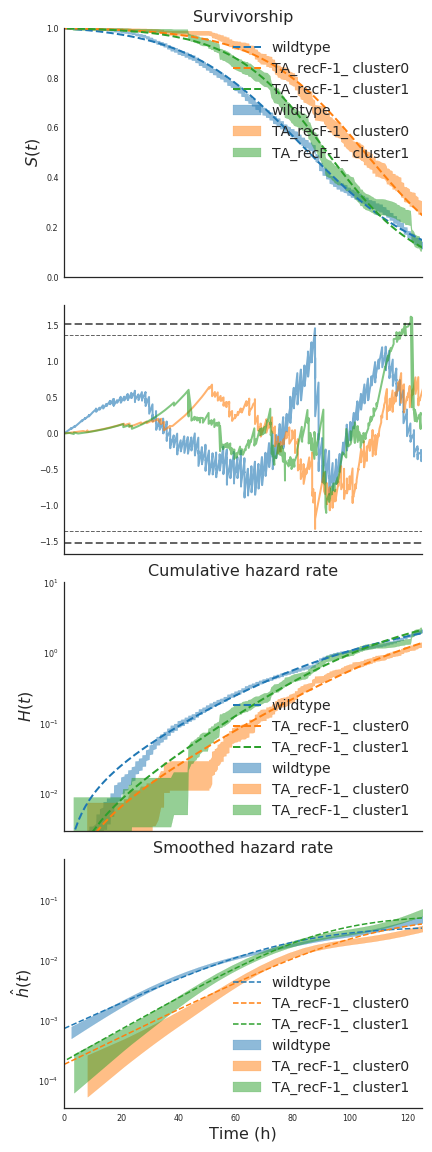 Survivorship
1.0
0.8
0.6
0.4
0.2
0.0
S(t)
wildtype
TA_recF-1_ cluster0
TA_recF-1_ cluster1
wildtype
TA_recF-1_ cluster0
TA_recF-1_ cluster1
1.5
1.0
0.5
0.0
−0.5
−1.0
−1.5
Cumulative hazard rate
10¹
10⁰
10⁻¹
10⁻²
H(t)
wildtype
TA_recF-1_ cluster0
TA_recF-1_ cluster1
wildtype
TA_recF-1_ cluster0
TA_recF-1_ cluster1
Smoothed hazard rate
10⁻¹
10⁻²
10⁻³
10⁻⁴
ĥ(t)
wildtype
TA_recF-1_ cluster0
TA_recF-1_ cluster1
wildtype
TA_recF-1_ cluster0
TA_recF-1_ cluster1
0 20 40 60 80 100 120
Time (h)